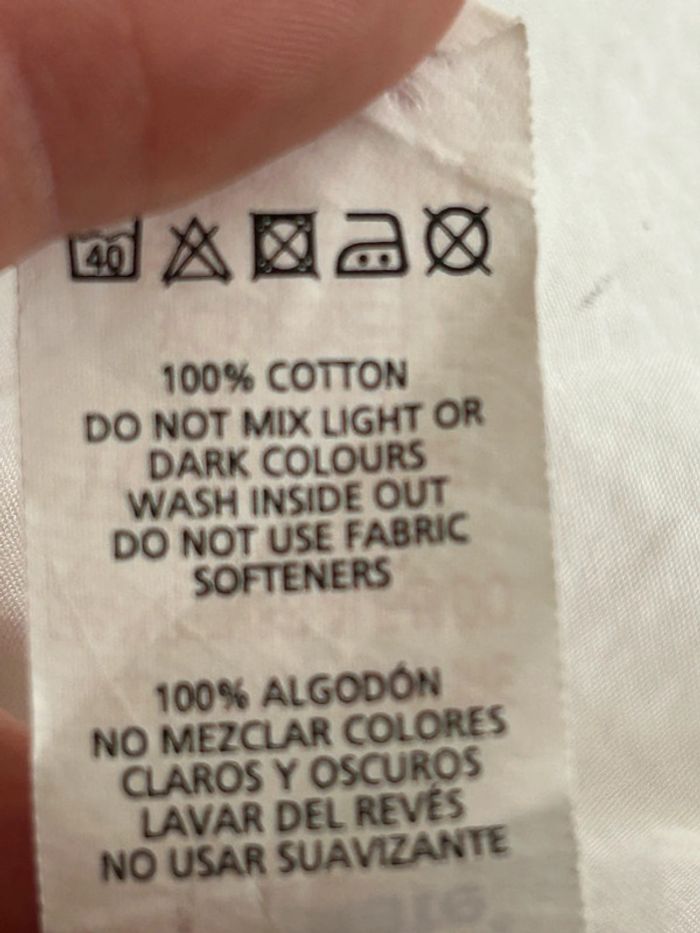 40
100% COTTON
DO NOT MIX LIGHT OR
DARK COLOURS
WASH INSIDE OUT
DO NOT USE FABRIC
SOFTENERS
100% ALGODÓN
NO MEZCLAR COLORES
CLAROS Y OSCUROS
LAVAR DEL REVÉS
NO USAR SUAVIZANTE